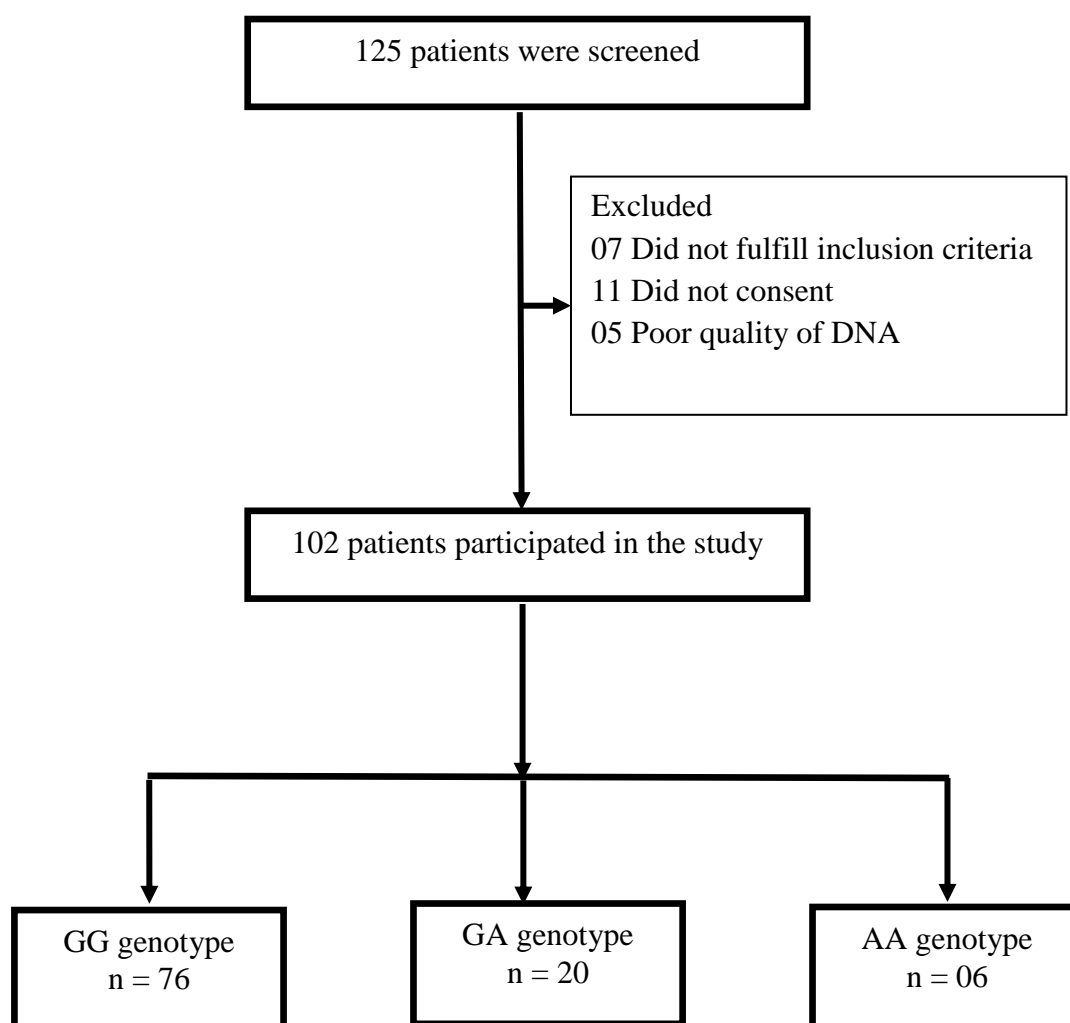 125 patients were screened
Excluded
07 Did not fulfill inclusion criteria
11 Did not consent
05 Poor quality of DNA
102 patients participated in the study
GG genotype
n = 76
GA genotype
n = 20
AA genotype
n = 06